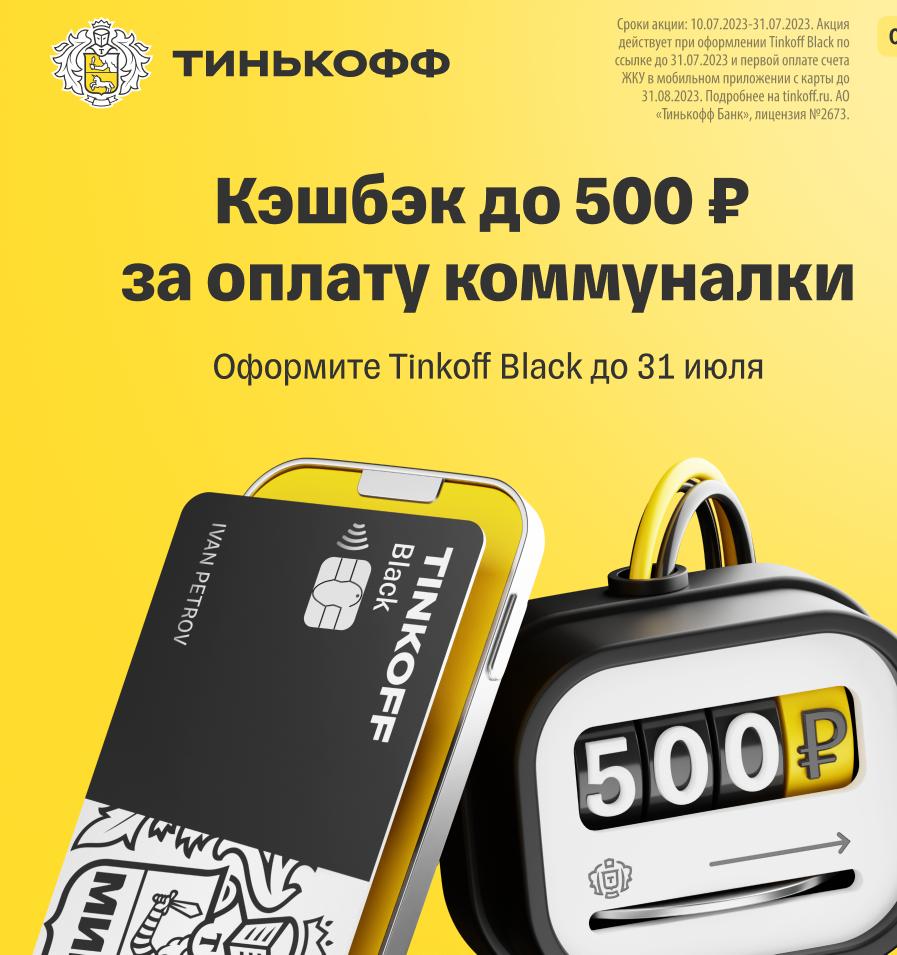 ТИНЬКОФФ
Сроки акции: 10.07.2023-31.07.2023. Акция
действует при оформлении Tinkoff Black по
ссылке до 31.07.2023 и первой оплате счета
ЖКУ в мобильном приложении с карты до
31.08.2023. Подробнее на tinkoff.ru. АО
«Тинькофф Банк», лицензия №2673.
Кэшбэк до 500 ₽
за оплату коммуналки
Оформите Tinkoff Black до 31 июля
TINKOFF
Black
IVAN PETROV
500₽